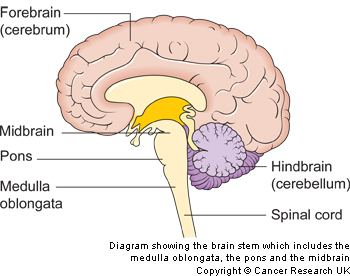 Forebrain
(cerebrum)
Midbrain
Pons
Medulla
oblongata
Hindbrain
(cerebellum)
Spinal cord
Diagram showing the brain stem which includes the
medulla oblongata, the pons and the midbrain
Copyright © Cancer Research UK